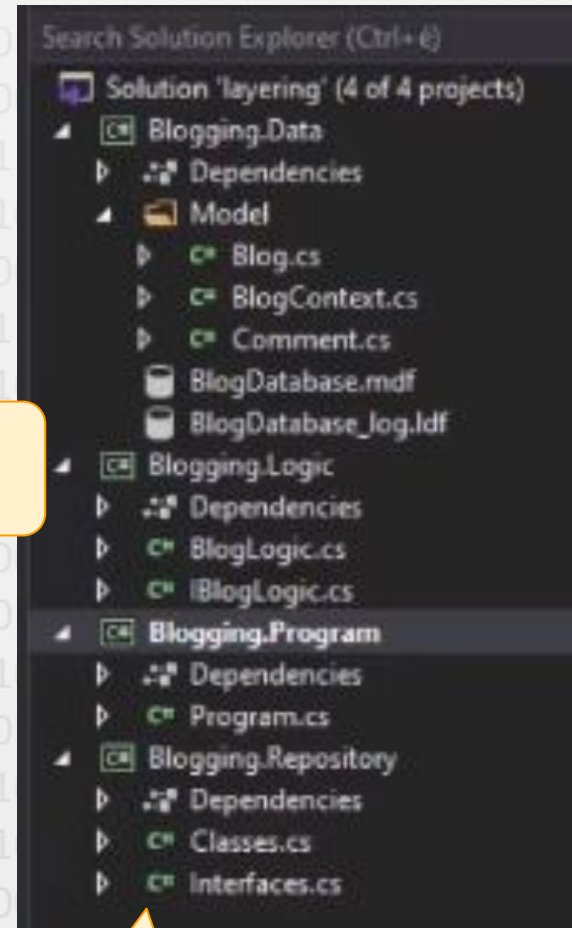 Search Solution Explorer (Ctrl+é)
Solution 'layering' (4 of 4 projects)
C# Blogging.Data
Dependencies
Model
C# Blog.cs
C# BlogContext.cs
C# Comment.cs
BlogDatabase.mdf
BlogDatabase_log.ldf
C# Blogging.Logic
Dependencies
C# BlogLogic.cs
C# IBlogLogic.cs
C# Blogging.Program
Dependencies
C# Program.cs
C# Blogging.Repository
Dependencies
C# Classes.cs
C# Interfaces.cs